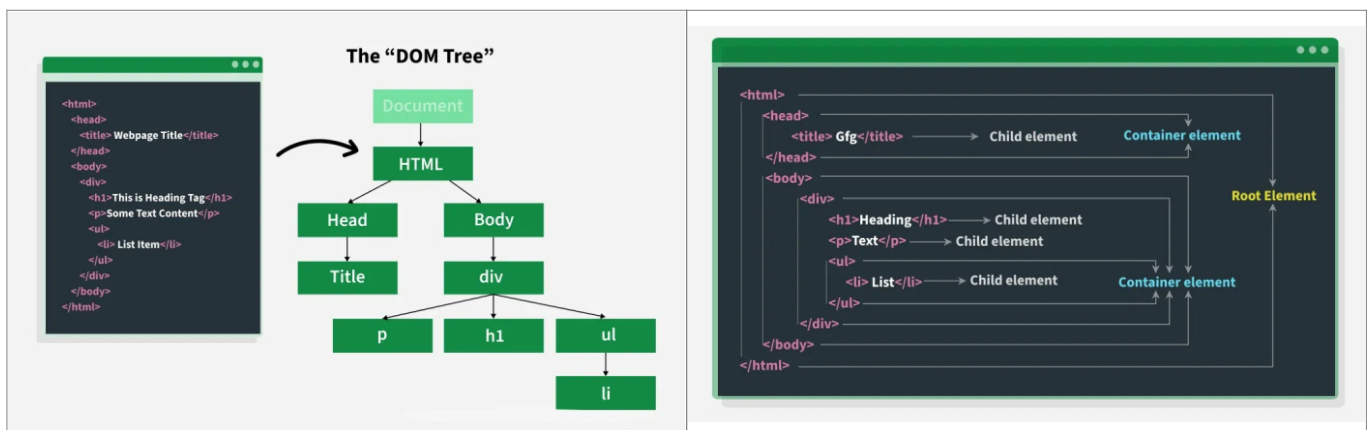 The “DOM Tree”
<html>
<head>
<title> Webpage Title</title>
</head>
<body>
<div>
<h1>This is Heading Tag</h1>
<p>Some Text Content</p>
<ul>
<li> List Item</li>
</ul>
</div>
</body>
</html>
Document
HTML
Head Body
Title div
p h1 ul
li
<html>
<head>
<title> Gfg</title> Child element Container element
</head>
<body>
<div> Root Element
<h1>Heading</h1> Child element
<p>Text</p> Child element
<ul>
<li> List</li> Child element Container element
</ul>
</div>
</body>
</html>